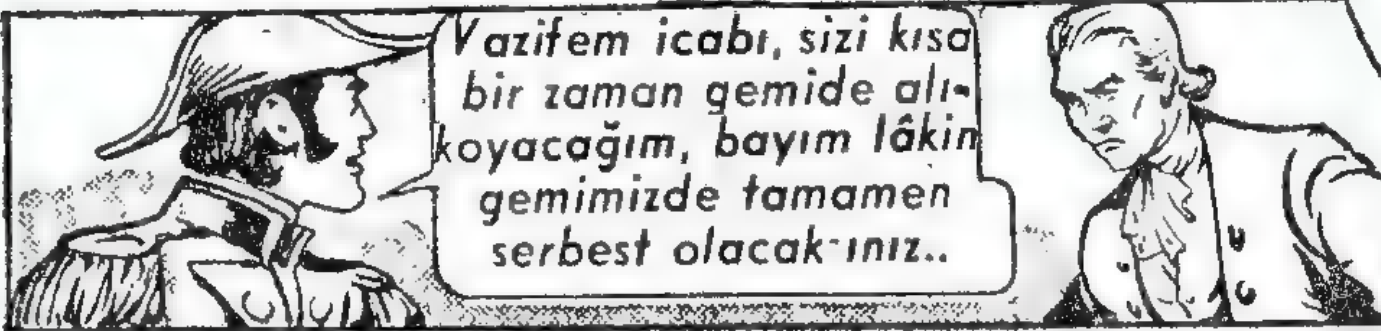 Vazifem icabı, sizi kısa
bir zaman gemide alı-
koyacağım, bayım lâkin
gemimizde tamamen
serbest olacak-ınız..